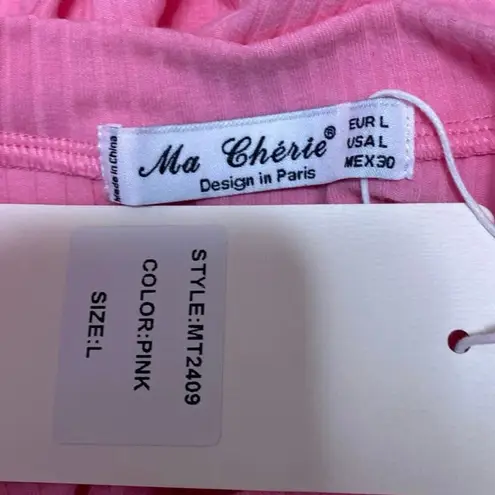 Made in China
Ma Chérie®
Design in Paris
EUR L
USA L
MEX 30
STYLE:MT2409
COLOR:PINK
SIZE:L